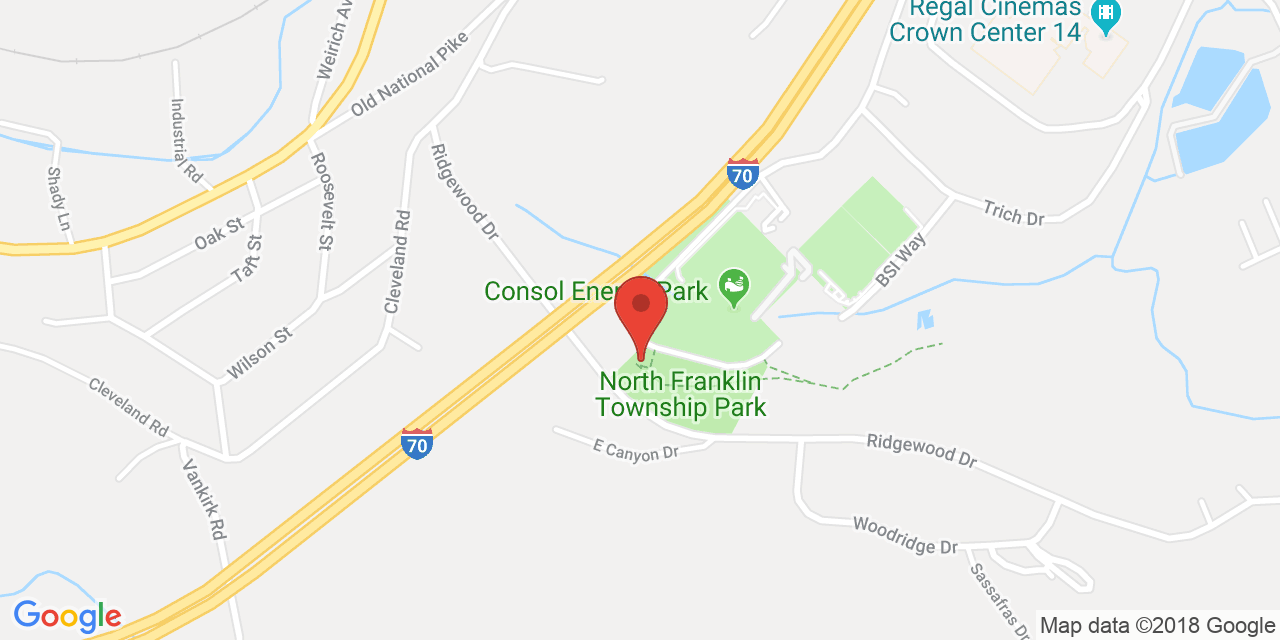 Regal Cinemas
Crown Center 14
Weirich Av
Old National Pike
Industrial Rd
Shady Ln
Roosevelt St
Ridgewood Dr
70
Trich Dr
Oak St
Taft St
Cleveland Rd
BSI Way
Consol Ener Park
Wilson St
North Franklin
Township Park
Cleveland Rd
70
E Canyon Dr
Ridgewood Dr
Vankirk Rd
Woodridge Dr
Sassafras Dr
Google
Map data ©2018 Google